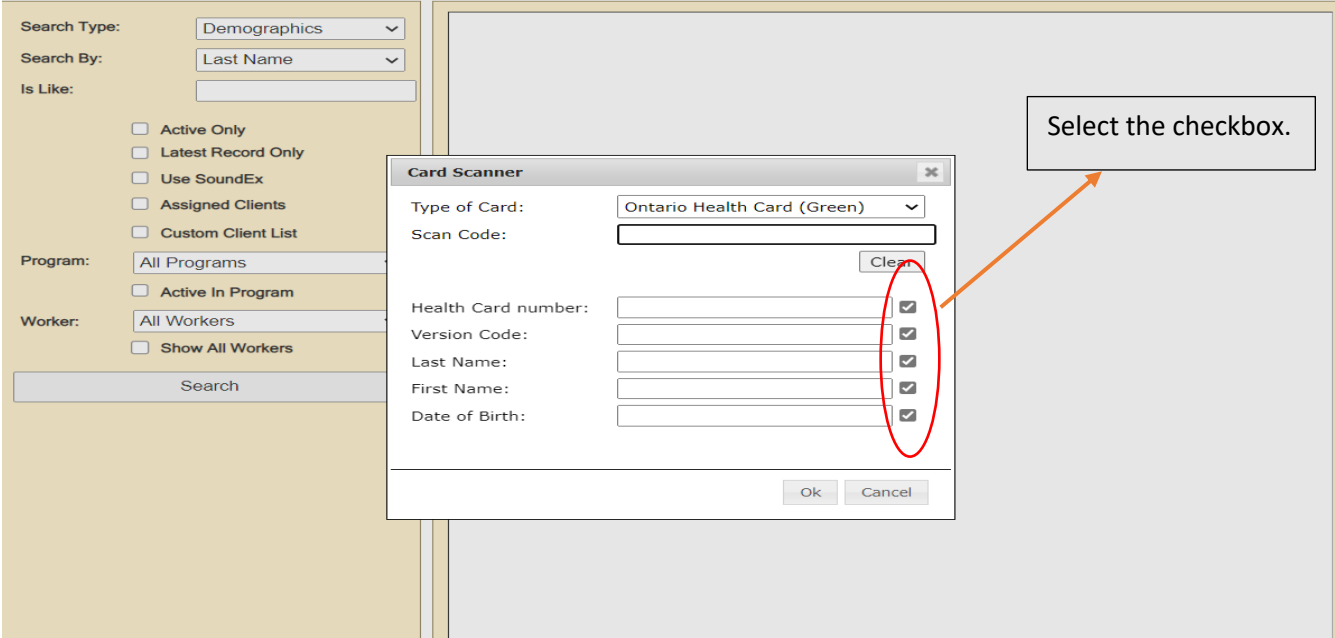 Search Type: Demographics
Search By: Last Name
Is Like:
Active Only
Latest Record Only
Use SoundEx
Assigned Clients
Custom Client List
Program: All Programs
Active In Program
Worker: All Workers
Show All Workers
Search
Card Scanner
Type of Card: Ontario Health Card (Green)
Scan Code:
Clear
Health Card number:
Version Code:
Last Name:
First Name:
Date of Birth:
Ok Cancel
Select the checkbox.